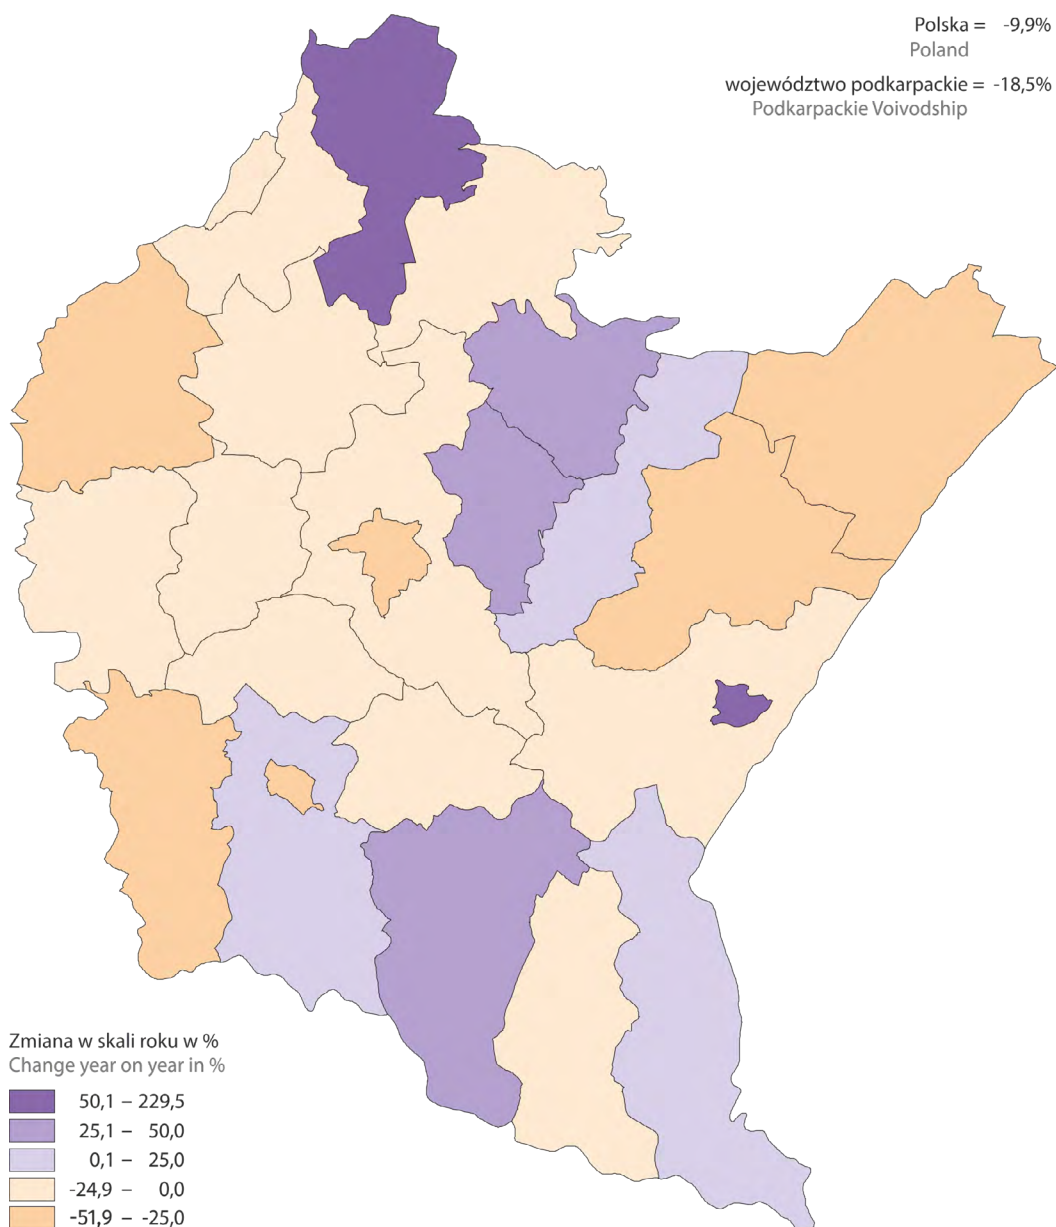 Polska = -9,9%
Poland
województwo podkarpackie = -18,5%
Podkarpackie Voivodship
Zmiana w skali roku w %
Change year on year in %
50,1 – 229,5
25,1 – 50,0
0,1 – 25,0
-24,9 – 0,0
-51,9 – -25,0